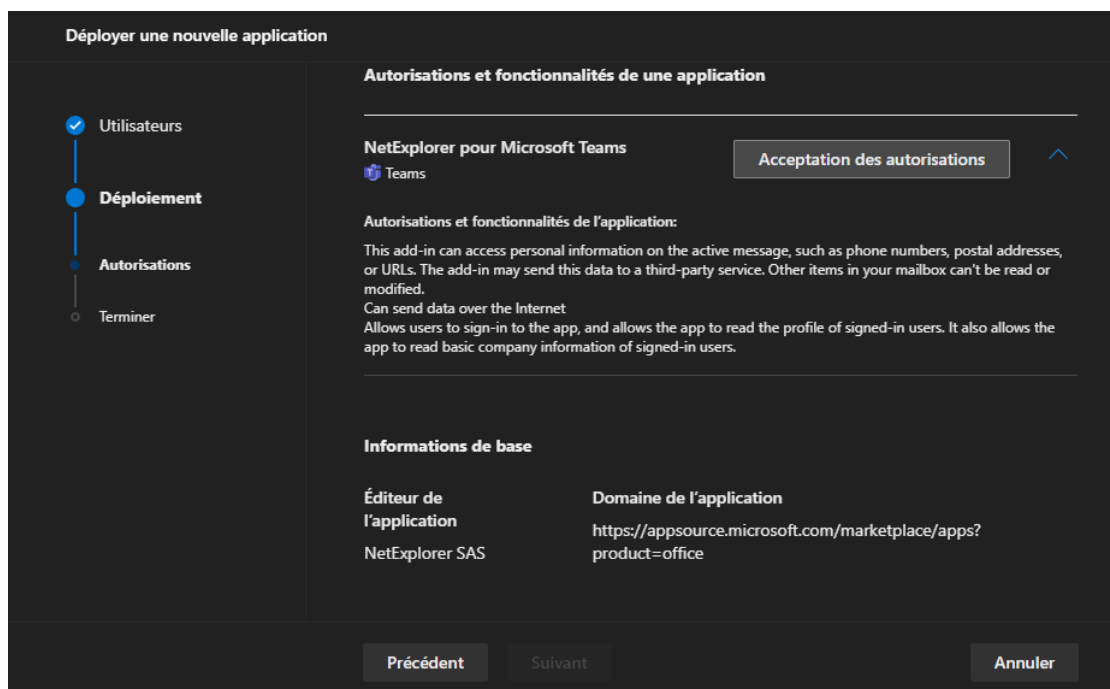 Déployer une nouvelle application
Autorisations et fonctionnalités de une application
Utilisateurs
Déploiement
Autorisations
Terminer
NetExplorer pour Microsoft Teams
Teams
Acceptation des autorisations
Autorisations et fonctionnalités de l'application:
This add-in can access personal information on the active message, such as phone numbers, postal addresses,
or URLs. The add-in may send this data to a third-party service. Other items in your mailbox can't be read or
modified.
Can send data over the Internet
Allows users to sign-in to the app, and allows the app to read the profile of signed-in users. It also allows the
app to read basic company information of signed-in users.
Informations de base
Éditeur de
l'application
NetExplorer SAS
Domaine de l'application
https://appsource.microsoft.com/marketplace/apps?
product=office
Précédent
Suivant
Annuler